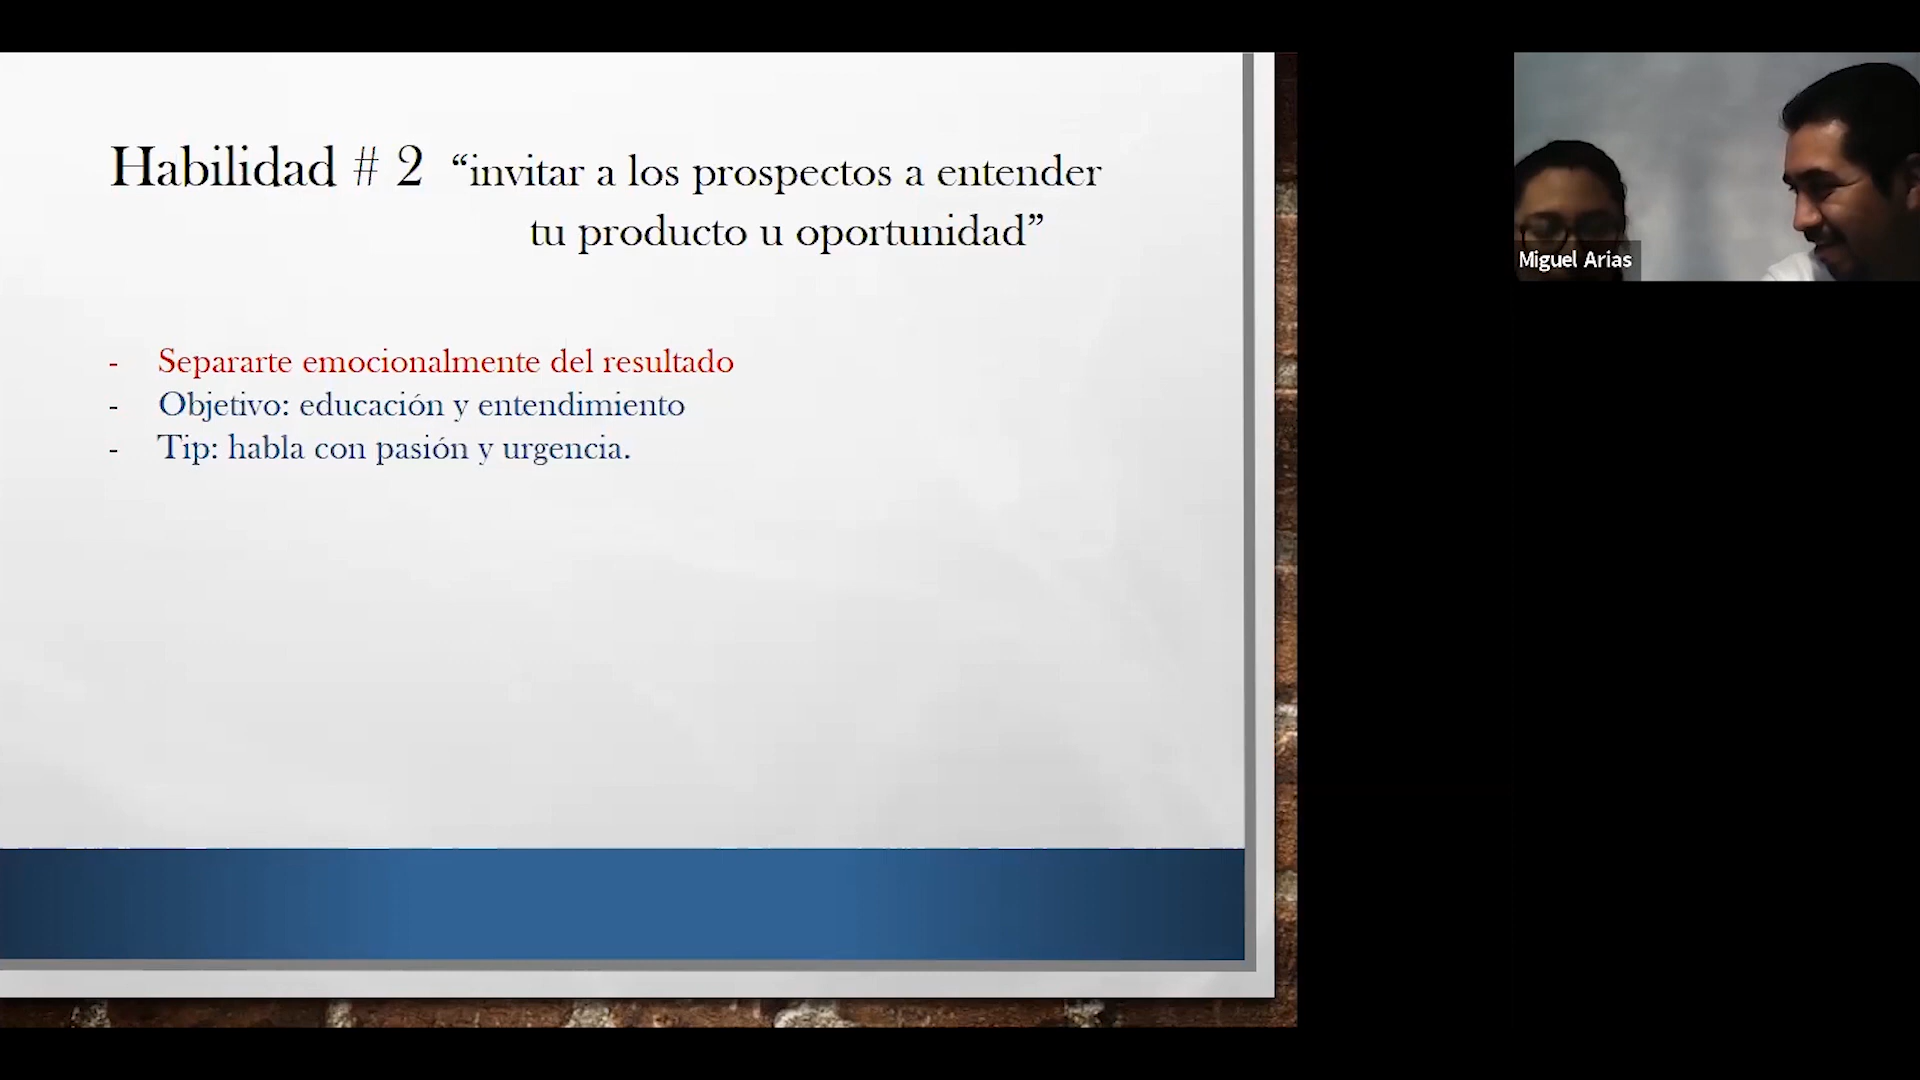 Habilidad # 2 “invitar a los prospectos a entender
tu producto u oportunidad”
- Separarte emocionalmente del resultado
- Objetivo: educación y entendimiento
- Tip: habla con pasión y urgencia.
Miguel Arias